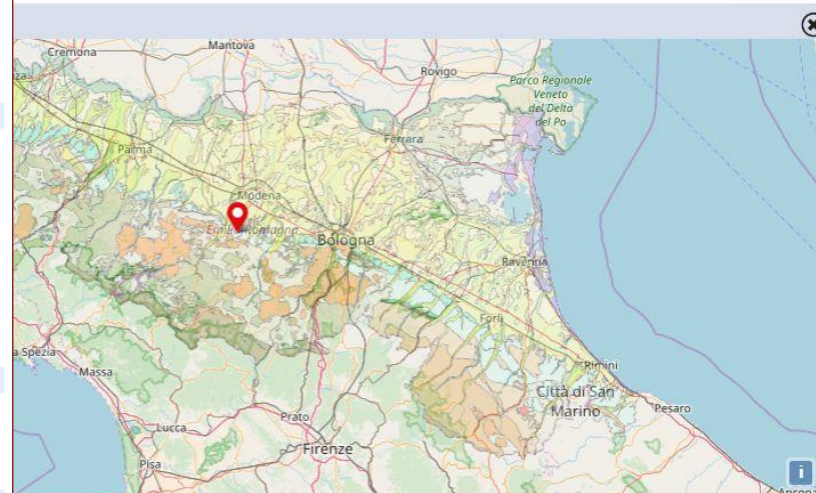 Cremona
Mantova
Rovigo
Parco Regionale
Veneto
del Delta
del Po
Ferrara
Parma
Modena
Bologna
Ravenna
Forlì
a Spezia
Massa
Rimini
Città di San
Marino
Pesaro
Lucca
Prato
Firenze
Pisa
i